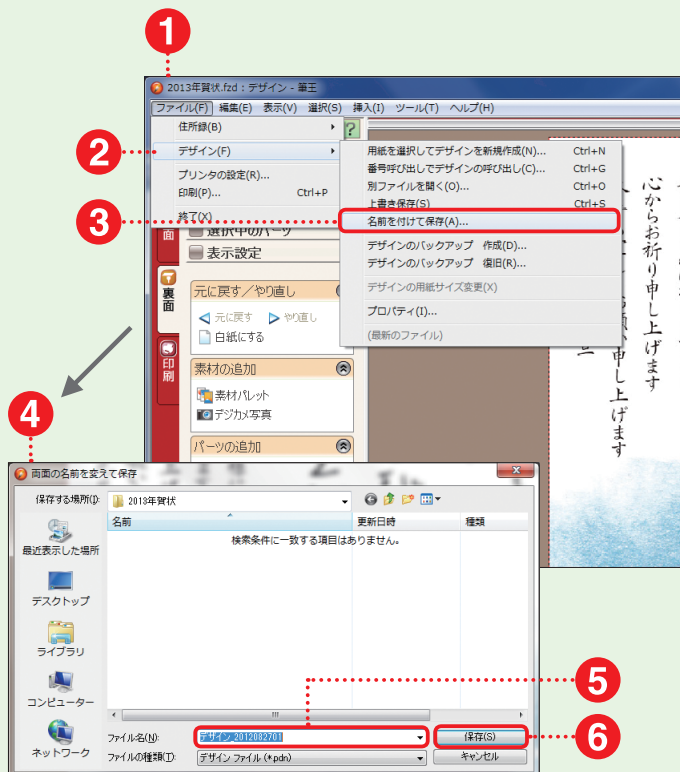 1
2013年賀状.fzd : デザイン - 筆王
ファイル(F) 編集(E) 表示(V) 選択(S) 挿入(I) ツール(T) ヘルプ(H)
住所録(B)
2
デザイン(F)
プリンタの設定(R)...
印刷(P)... Ctrl+P
終了(X)
用紙を選択してデザインを新規作成(N)... Ctrl+N
番号呼び出しでデザインの呼び出し(C)... Ctrl+G
別ファイルを開く(O)... Ctrl+O
上書き保存(S) Ctrl+S
3
名前を付けて保存(A)...
デザインのバックアップ 作成(D)...
デザインのバックアップ 復旧(R)...
デザインの用紙サイズ変更(X)
プロパティ(I)...
(最新のファイル)
面
選択中のパーツ
表示設定
裏面
元に戻す／やり直し
元に戻す やり直し
白紙にする
印刷
素材の追加
素材パレット
デジカメ写真
パーツの追加
心からお祈り申し上げます
申し上げます
4
両面の名前を変えて保存
保存する場所(I): 2013年賀状
名前 更新日時 種類
検索条件に一致する項目はありません。
最近表示した場所
デスクトップ
ライブラリ
コンピューター
ネットワーク
5
ファイル名(N): デザイン_2012082701 保存(S)
6
ファイルの種類(T): デザイン ファイル (*.pdn) キャンセル